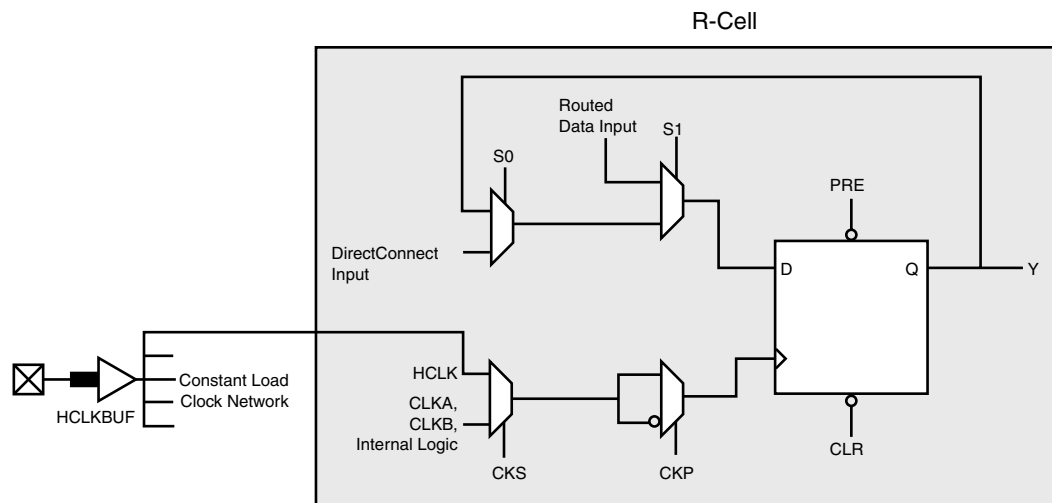 R-Cell
Routed
Data Input
S1
S0
PRE
DirectConnect
Input
D
Q
Y
HCLK
Constant Load
Clock Network
HCLKBUF
CLKA,
CLKB,
Internal Logic
CKS
CKP
CLR